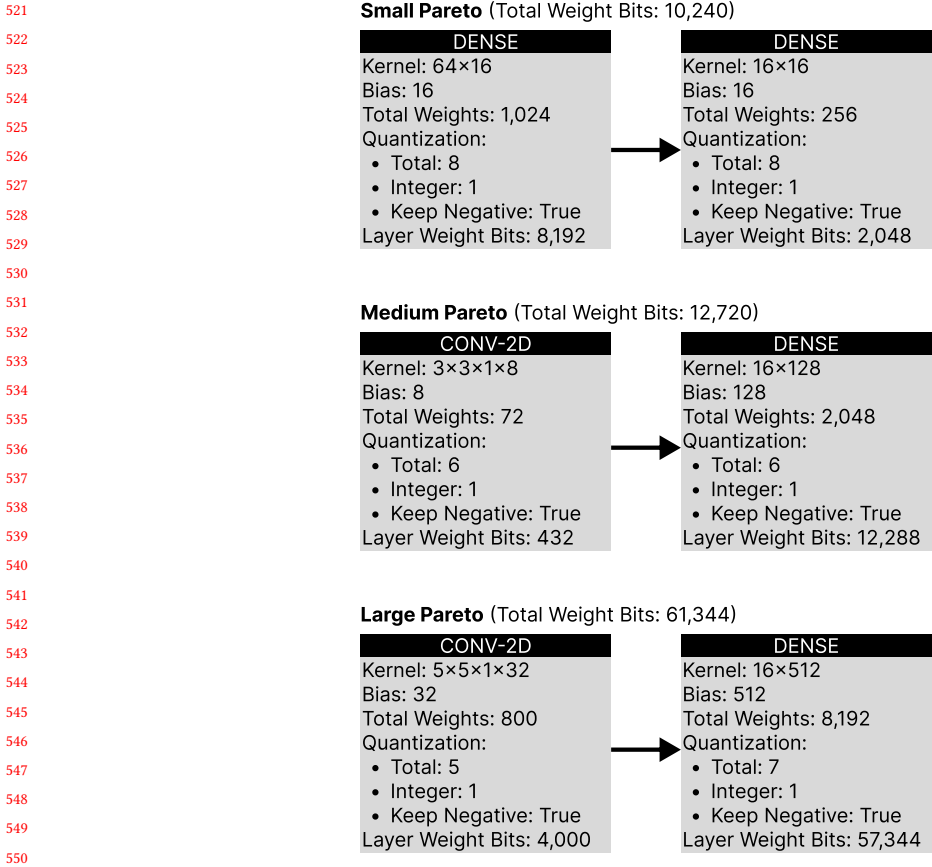 521
522
523
524
525
526
527
528
529
530
531
532
533
534
535
536
537
538
539
540
541
542
543
544
545
546
547
548
549
550
Small Pareto (Total Weight Bits: 10,240)
DENSE
Kernel: 64×16
Bias: 16
Total Weights: 1,024
Quantization:
• Total: 8
• Integer: 1
• Keep Negative: True
Layer Weight Bits: 8,192
DENSE
Kernel: 16×16
Bias: 16
Total Weights: 256
Quantization:
• Total: 8
• Integer: 1
• Keep Negative: True
Layer Weight Bits: 2,048
Medium Pareto (Total Weight Bits: 12,720)
CONV-2D
Kernel: 3×3×1×8
Bias: 8
Total Weights: 72
Quantization:
• Total: 6
• Integer: 1
• Keep Negative: True
Layer Weight Bits: 432
DENSE
Kernel: 16×128
Bias: 128
Total Weights: 2,048
Quantization:
• Total: 6
• Integer: 1
• Keep Negative: True
Layer Weight Bits: 12,288
Large Pareto (Total Weight Bits: 61,344)
CONV-2D
Kernel: 5×5×1×32
Bias: 32
Total Weights: 800
Quantization:
• Total: 5
• Integer: 1
• Keep Negative: True
Layer Weight Bits: 4,000
DENSE
Kernel: 16×512
Bias: 512
Total Weights: 8,192
Quantization:
• Total: 7
• Integer: 1
• Keep Negative: True
Layer Weight Bits: 57,344